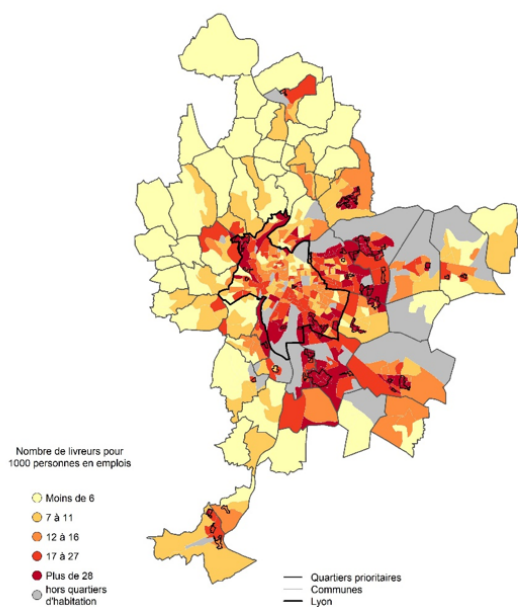 Nombre de livreurs pour
1000 personnes en emplois
Moins de 6
7 à 11
12 à 16
17 à 27
Plus de 28
hors quartiers
d'habitation
Quartiers prioritaires
Communes
Lyon